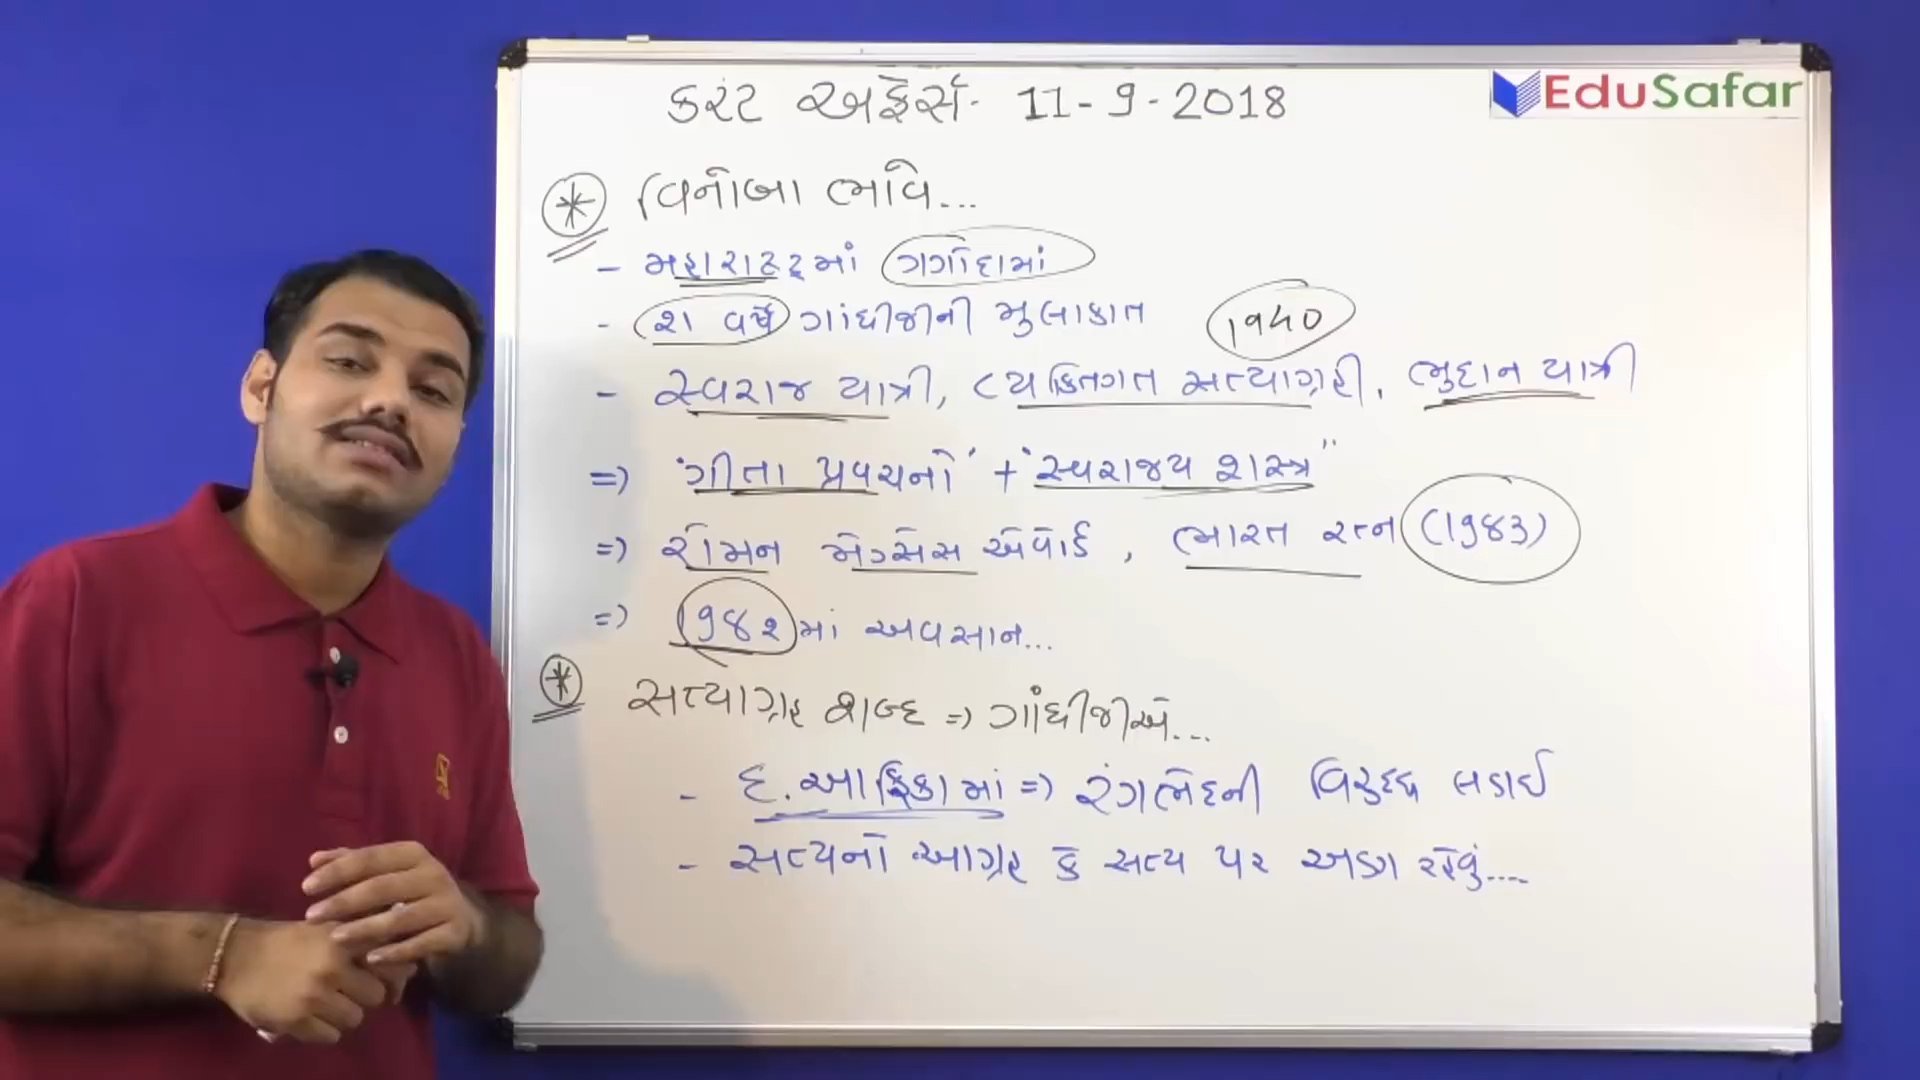 કરંટ અફેર્સ- 11-9-2018
EduSafar
* વિનોબા ભાવે...
- મહારાષ્ટ્રમાં ગાગોદામાં
- ૨૧ વર્ષે ગાંધીજીની મુલાકાત ૧૯૪૦
- સ્વરાજ યાત્રી, વ્યક્તિગત સત્યાગ્રહી, ભુદાન યાત્રી
=> "ગીતા પ્રવચનો" + "સ્વરાજ્ય શાસ્ત્ર"
=> રોમન મેગ્સેસ એવોર્ડ, ભારત રત્ન (1983)
=> 1982માં અવસાન...
* સત્યાગ્રહ શબ્દ => ગાંધીજીએ...
- દ. આફ્રિકામાં => રંગભેદની વિરુદ્ધ લડાઈ
- સત્યનો આગ્રહ કે સત્ય પર અડગ રહેવું....